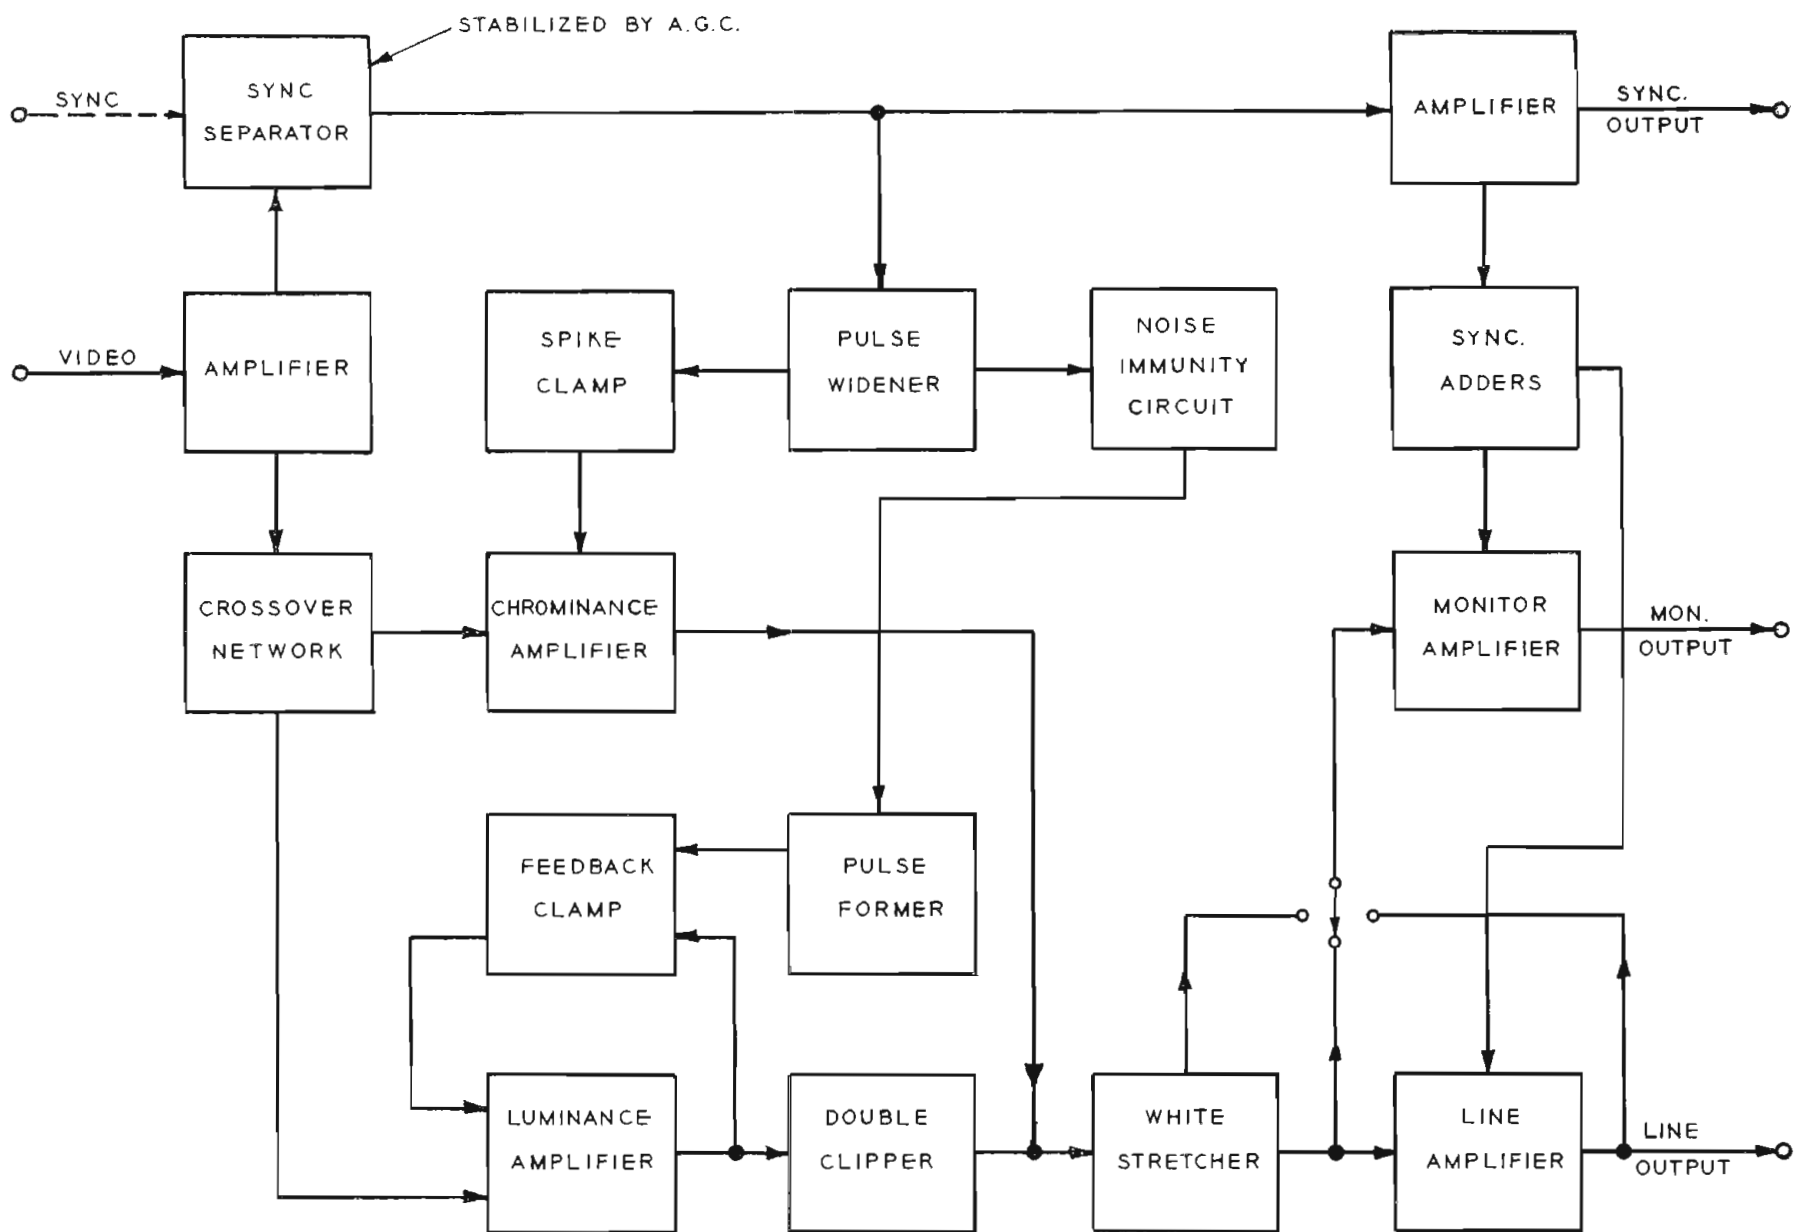 STABILIZED BY A.G.C.
SYNC
SYNC
SEPARATOR
AMPLIFIER
SYNC.
OUTPUT
VIDEO
AMPLIFIER
SPIKE
CLAMP
PULSE
WIDENER
NOISE
IMMUNITY
CIRCUIT
SYNC.
ADDERS
CROSSOVER
NETWORK
CHROMINANCE
AMPLIFIER
MONITOR
AMPLIFIER
MON.
OUTPUT
FEEDBACK
CLAMP
PULSE
FORMER
LUMINANCE
AMPLIFIER
DOUBLE
CLIPPER
WHITE
STRETCHER
LINE
AMPLIFIER
LINE
OUTPUT